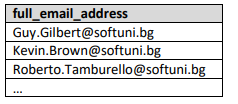 full_email_address
Guy.Gilbert@softuni.bg
Kevin.Brown@softuni.bg
Roberto.Tamburello@softuni.bg
…